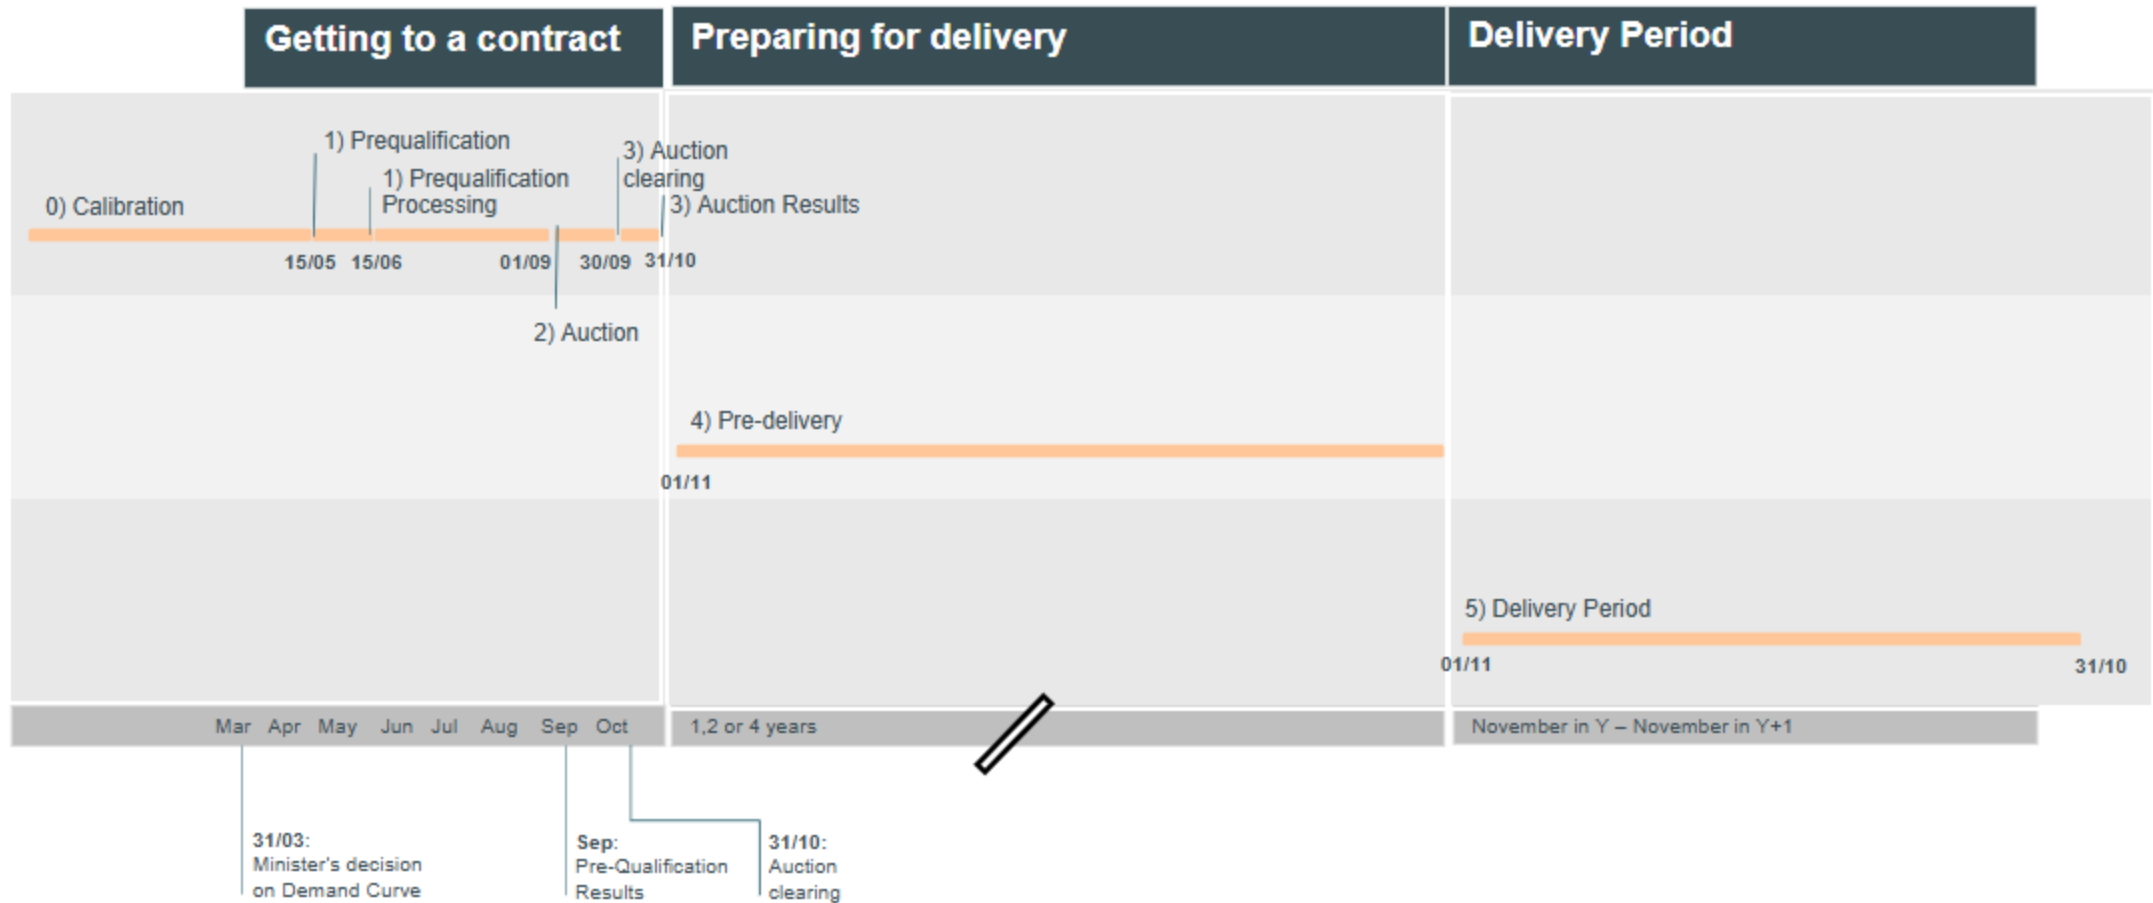 Getting to a contract
Preparing for delivery
Delivery Period
1) Prequalification
3) Auction
clearing
1) Prequalification
Processing
0) Calibration
3) Auction Results
15/05
15/06
01/09
30/09
31/10
2) Auction
4) Pre-delivery
01/11
5) Delivery Period
01/11
31/10
Mar Apr May Jun Jul Aug Sep Oct
1,2 or 4 years
November in Y – November in Y+1
31/03:
Minister's decision
on Demand Curve
Sep:
Pre-Qualification
Results
31/10:
Auction
clearing